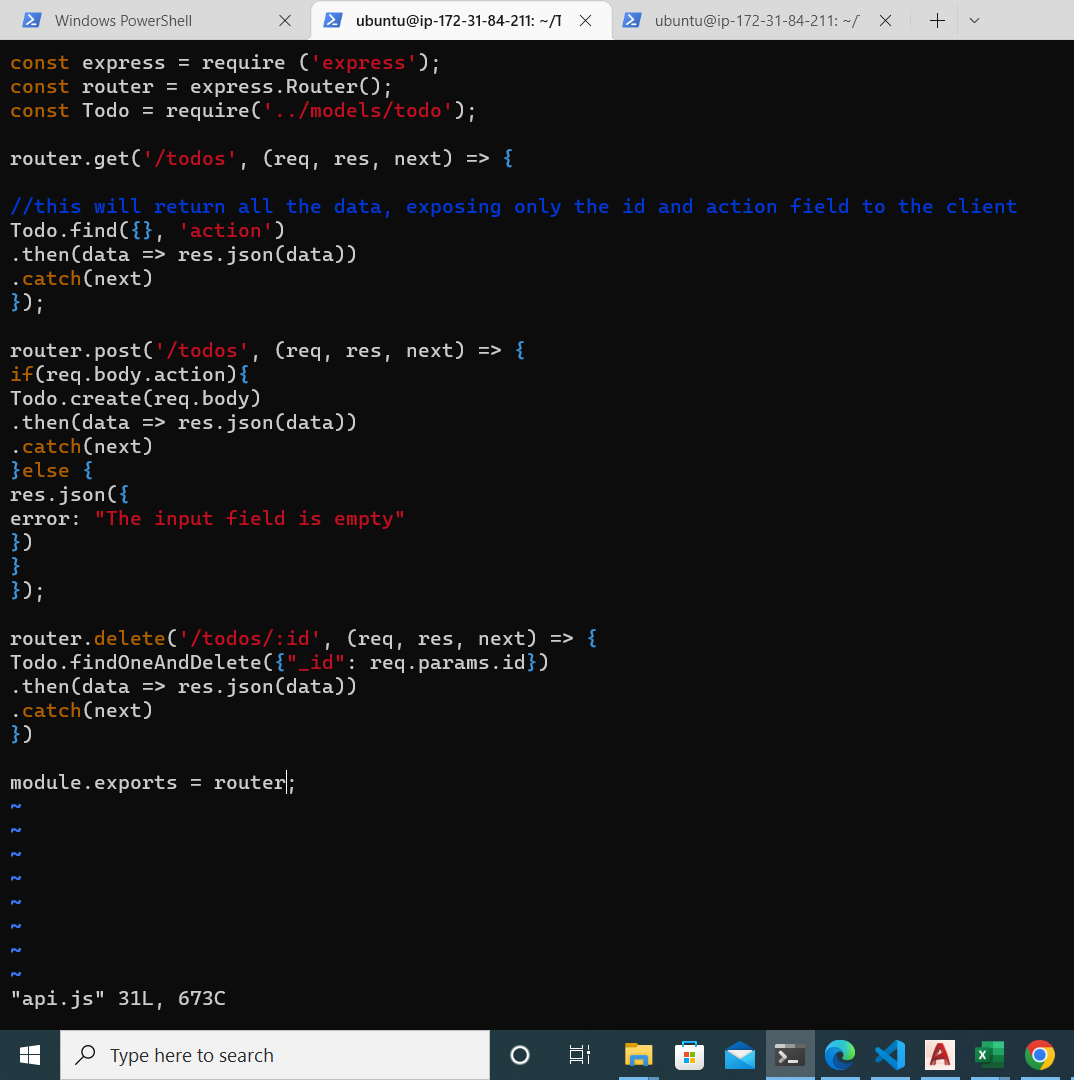 Windows PowerShell
ubuntu@ip-172-31-84-211: ~/T
ubuntu@ip-172-31-84-211: ~/
const express = require ('express');
const router = express.Router();
const Todo = require('../models/todo');
router.get('/todos', (req, res, next) => {
//this will return all the data, exposing only the id and action field to the client
Todo.find({}, 'action')
.then(data => res.json(data))
.catch(next)
});
router.post('/todos', (req, res, next) => {
if(req.body.action){
Todo.create(req.body)
.then(data => res.json(data))
.catch(next)
}else {
res.json({
error: "The input field is empty"
})
}
});
router.delete('/todos/:id', (req, res, next) => {
Todo.findOneAndDelete({"_id": req.params.id})
.then(data => res.json(data))
.catch(next)
})
module.exports = router;
~
~
~
~
~
~
~
~
"api.js" 31L, 673C
Type here to search